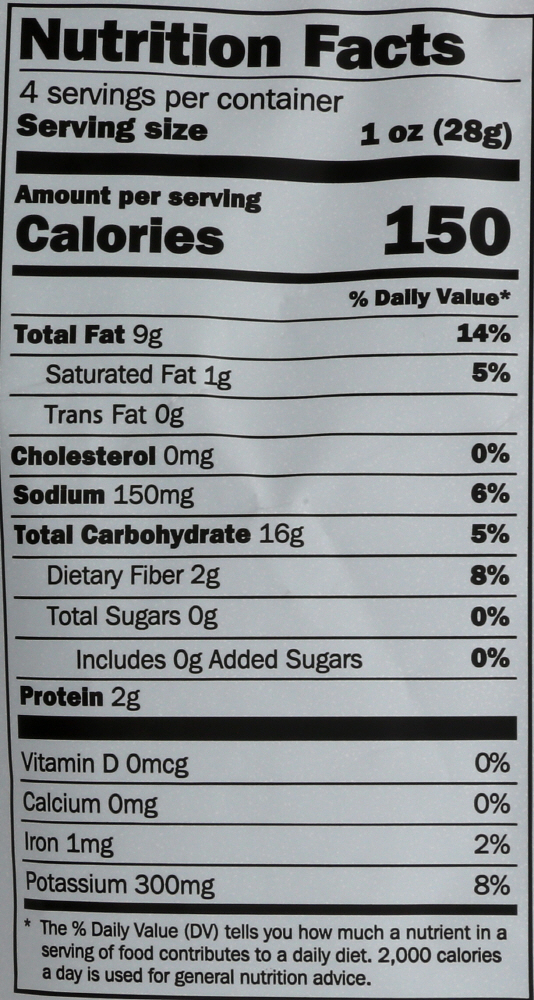 Nutrition Facts
4 servings per container
Serving size 1 oz (28g)
Amount per serving
Calories 150
% Daily Value*
Total Fat 9g 14%
Saturated Fat 1g 5%
Trans Fat 0g
Cholesterol 0mg 0%
Sodium 150mg 6%
Total Carbohydrate 16g 5%
Dietary Fiber 2g 8%
Total Sugars 0g 0%
Includes 0g Added Sugars 0%
Protein 2g
Vitamin D 0mcg 0%
Calcium 0mg 0%
Iron 1mg 2%
Potassium 300mg 8%
* The % Daily Value (DV) tells you how much a nutrient in a
serving of food contributes to a daily diet. 2,000 calories
a day is used for general nutrition advice.